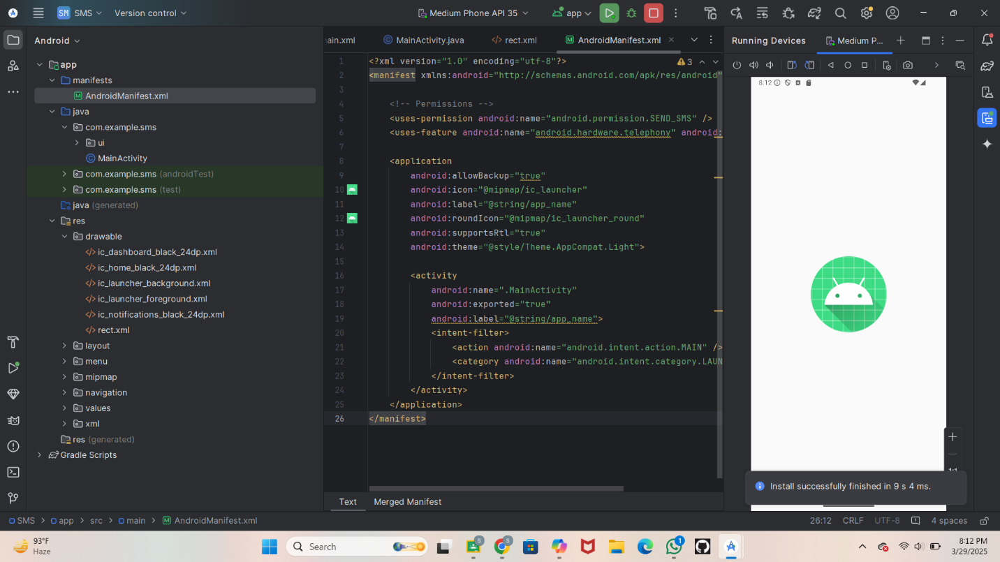 SM SMS Version control Medium Phone API 35 app
Android
ain.xml MainActivity.java rect.xml AndroidManifest.xml
Running Devices Medium P...
app
manifests
AndroidManifest.xml
java
com.example.sms
ui
MainActivity
com.example.sms (androidTest)
com.example.sms (test)
java (generated)
res
drawable
ic_dashboard_black_24dp.xml
ic_home_black_24dp.xml
ic_launcher_background.xml
ic_launcher_foreground.xml
ic_notifications_black_24dp.xml
rect.xml
layout
menu
mipmap
navigation
values
xml
res (generated)
Gradle Scripts
3
1 <?xml version="1.0" encoding="utf-8"?>
2 <manifest xmlns:android="http://schemas.android.com/apk/res/android"
3
4 <!-- Permissions -->
5 <uses-permission android:name="android.permission.SEND_SMS" />
6 <uses-feature android:name="android.hardware.telephony" android:
7
8 <application
9 android:allowBackup="true"
10 android:icon="@mipmap/ic_launcher"
11 android:label="@string/app_name"
12 android:roundIcon="@mipmap/ic_launcher_round"
13 android:supportsRtl="true"
14 android:theme="@style/Theme.AppCompat.Light">
15
16 <activity
17 android:name=".MainActivity"
18 android:exported="true"
19 android:label="@string/app_name">
20 <intent-filter>
21 <action android:name="android.intent.action.MAIN" />
22 <category android:name="android.intent.category.LAUN
23 </intent-filter>
24 </activity>
25 </application>
26 </manifest>
Text Merged Manifest
8:12
1:1
Install successfully finished in 9 s 4 ms.
SMS > app > src > main > AndroidManifest.xml
26:12 CRLF UTF-8 4 spaces
93°F
Haze
Search
S
S
1
8:12 PM
3/29/2025